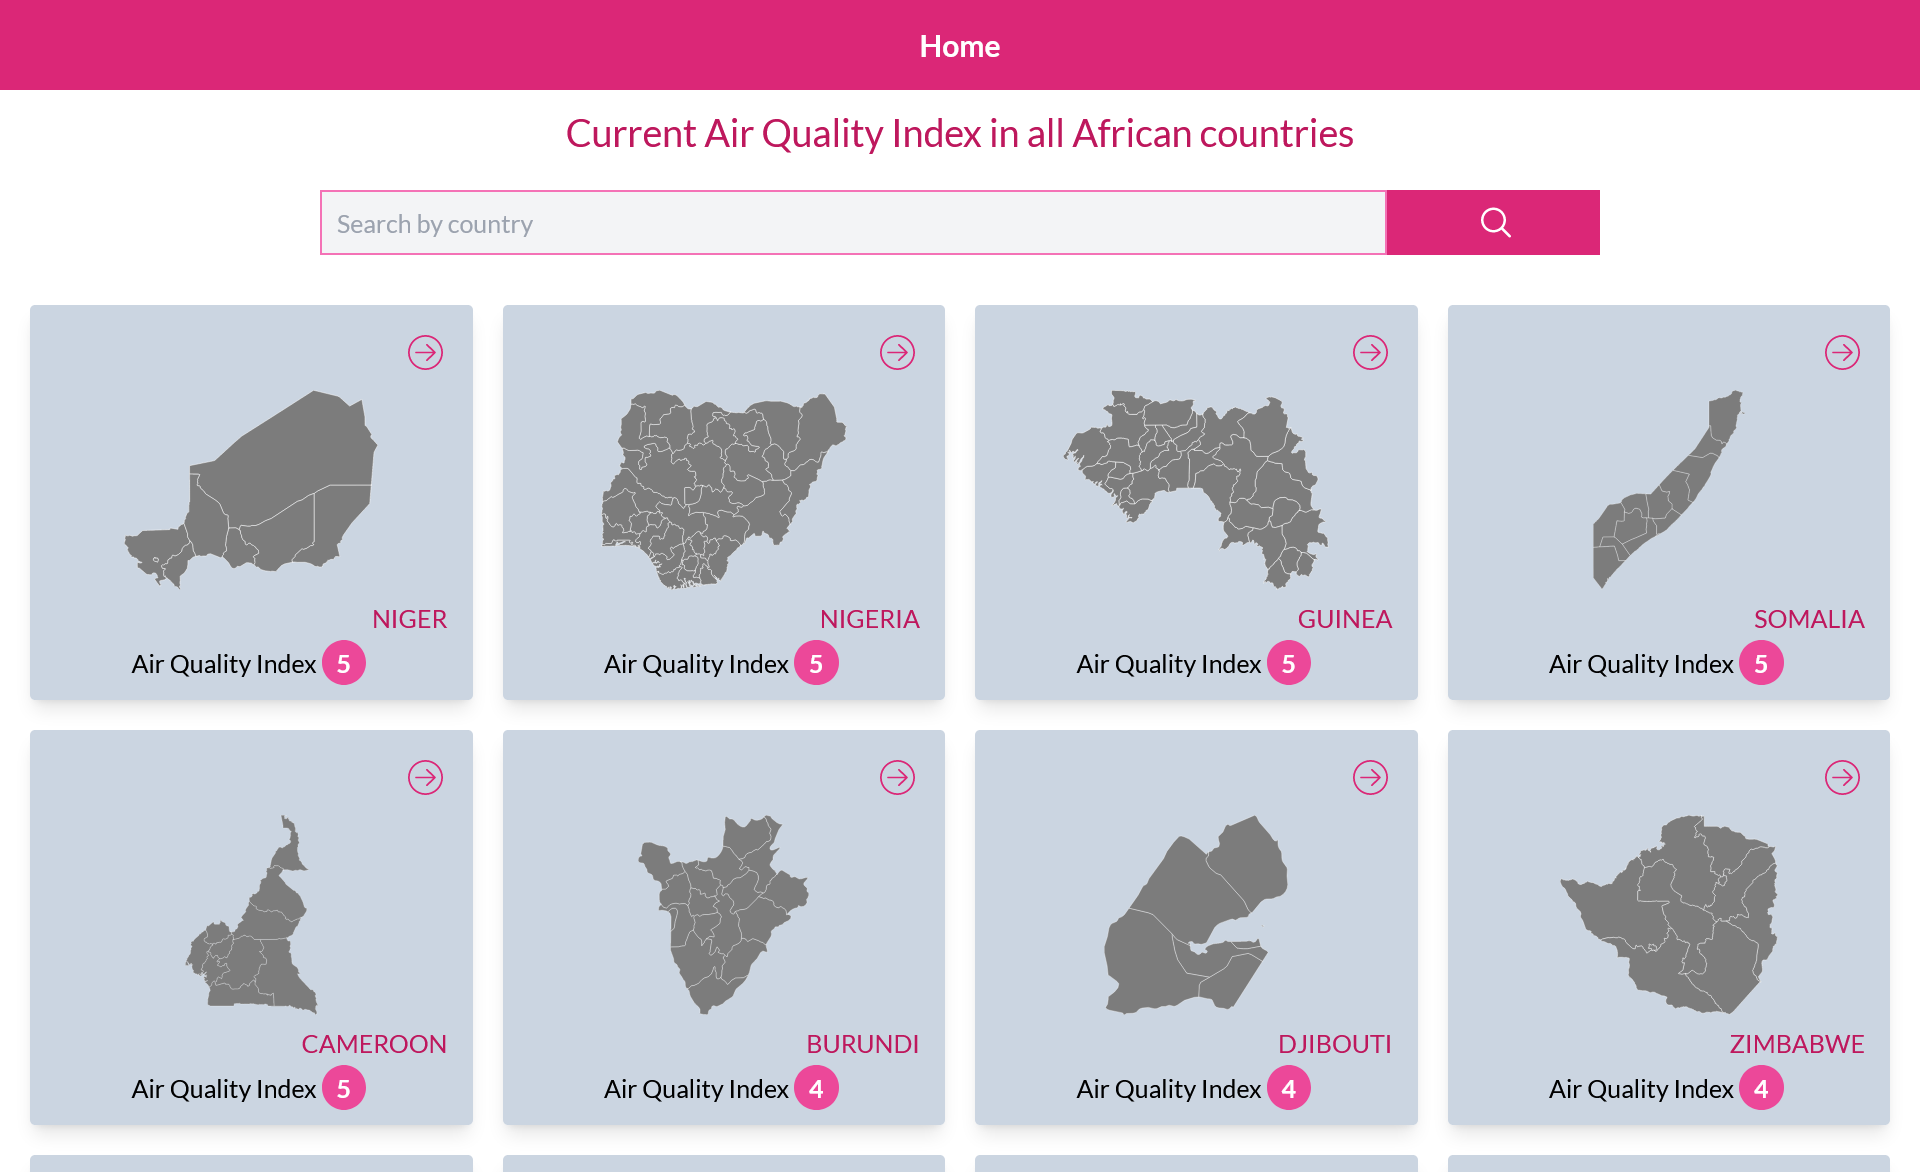 Home
Current Air Quality Index in all African countries
Search by country
NIGER
Air Quality Index 5
NIGERIA
Air Quality Index 5
GUINEA
Air Quality Index 5
SOMALIA
Air Quality Index 5
CAMEROON
Air Quality Index 5
BURUNDI
Air Quality Index 4
DJIBOUTI
Air Quality Index 4
ZIMBABWE
Air Quality Index 4